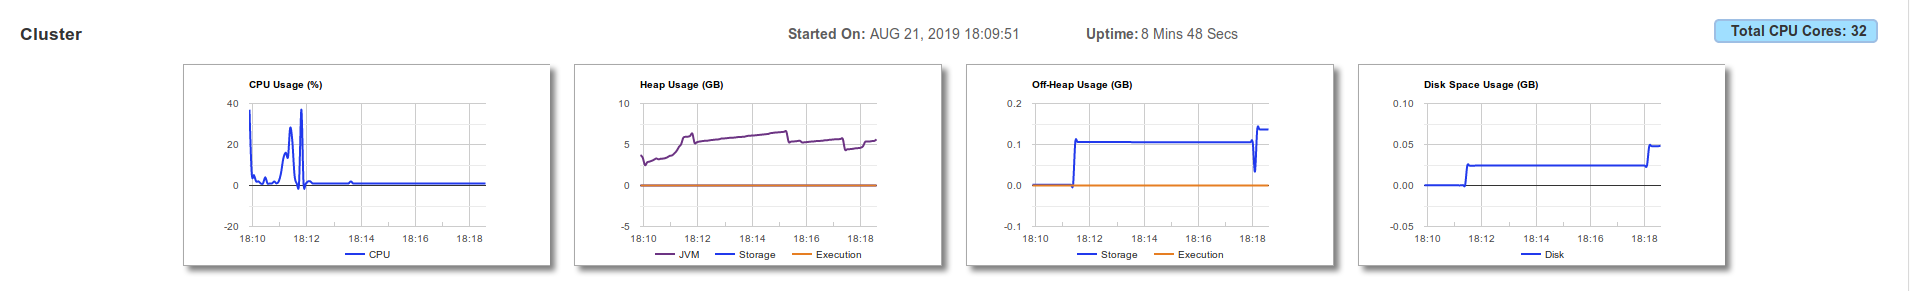 Cluster
Started On: AUG 21, 2019 18:09:51
Uptime: 8 Mins 48 Secs
Total CPU Cores: 32
CPU Usage (%)
40
20
0
-20
18:10 18:12 18:14 18:16 18:18
CPU
Heap Usage (GB)
10
5
0
-5
18:10 18:12 18:14 18:16 18:18
JVM Storage Execution
Off-Heap Usage (GB)
0.2
0.1
0.0
-0.1
18:10 18:12 18:14 18:16 18:18
Storage Execution
Disk Space Usage (GB)
0.10
0.05
0.00
-0.05
18:10 18:12 18:14 18:16 18:18
Disk